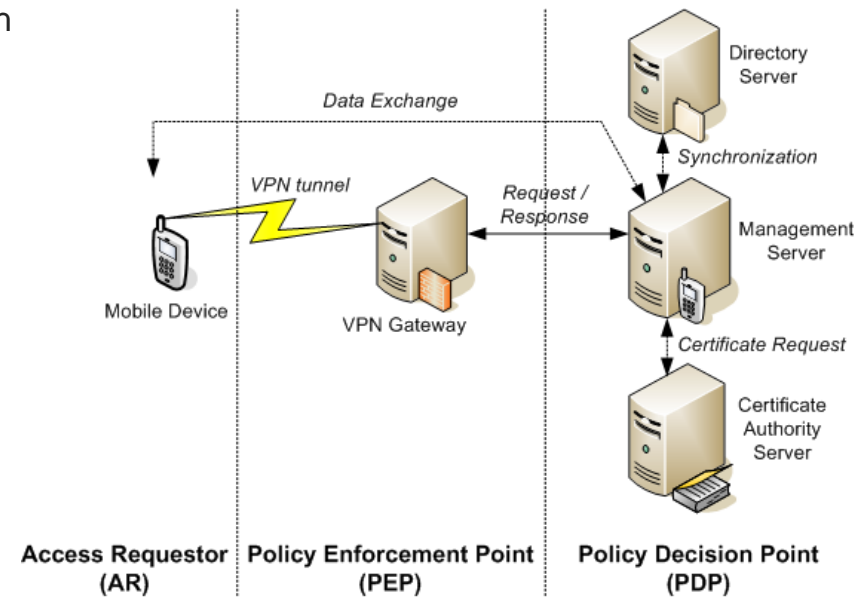 n
Directory
Server
Data Exchange
Synchronization
VPN tunnel
Request /
Response
Management
Server
Mobile Device
VPN Gateway
Certificate Request
Certificate
Authority
Server
Access Requestor
(AR)
Policy Enforcement Point
(PEP)
Policy Decision Point
(PDP)